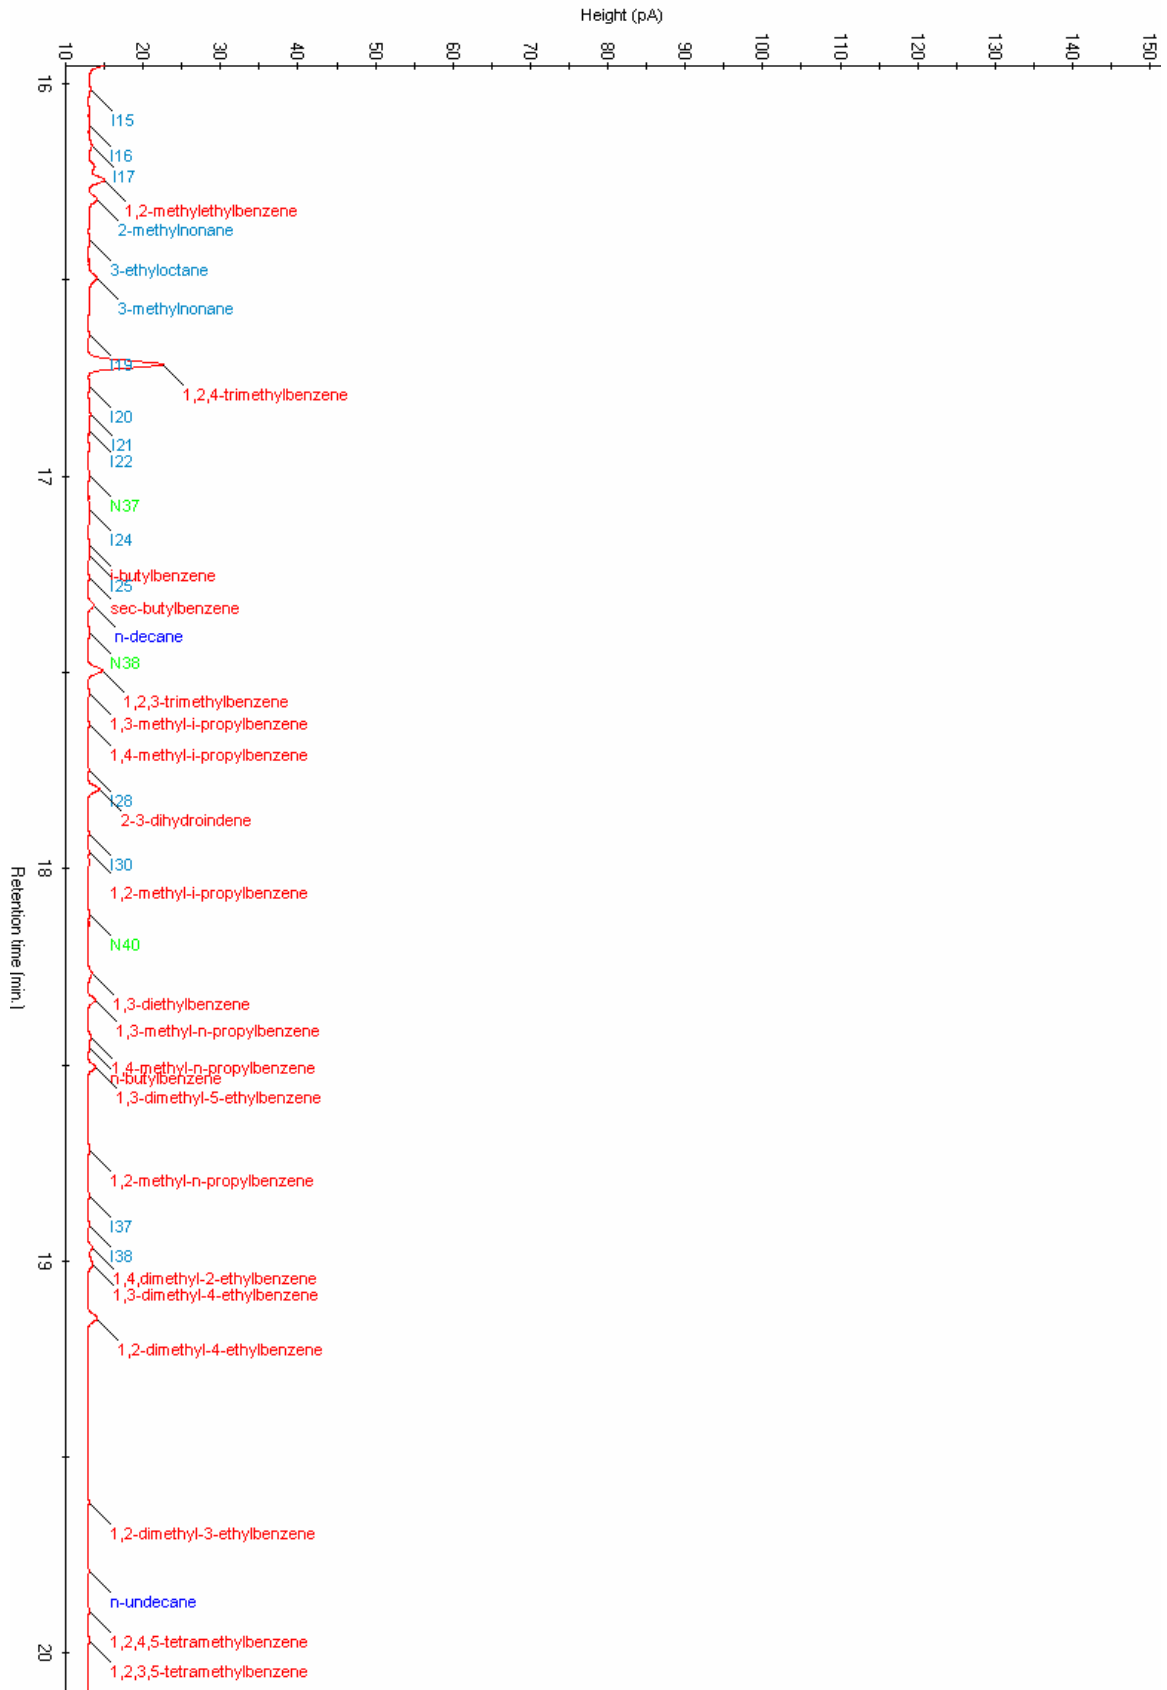 Height (pA)
10 20 30 40 50 60 70 80 90 100 110 120 130 140 150
16
I15
I16
I17
1,2-methylethylbenzene
2-methylnonane
3-ethyloctane
3-methylnonane
I19
1,2,4-trimethylbenzene
I20
I21
I22
17
N37
I24
i-butylbenzene
I25
sec-butylbenzene
n-decane
N38
1,2,3-trimethylbenzene
1,3-methyl-i-propylbenzene
1,4-methyl-i-propylbenzene
I28
2-3-dihydroindene
I30
18
1,2-methyl-i-propylbenzene
Retention time [min.]
N40
1,3-diethylbenzene
1,3-methyl-n-propylbenzene
1,4-methyl-n-propylbenzene
n-butylbenzene
1,3-dimethyl-5-ethylbenzene
1,2-methyl-n-propylbenzene
I37
I38
19
1,4,dimethyl-2-ethylbenzene
1,3-dimethyl-4-ethylbenzene
1,2-dimethyl-4-ethylbenzene
1,2-dimethyl-3-ethylbenzene
n-undecane
1,2,4,5-tetramethylbenzene
20
1,2,3,5-tetramethylbenzene